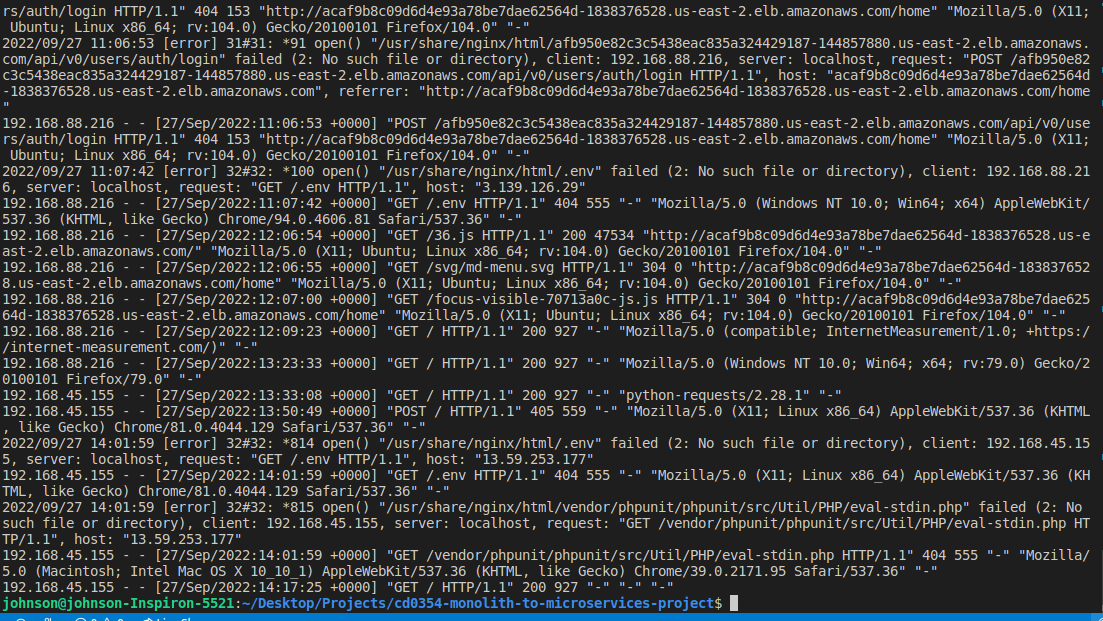 rs/auth/login HTTP/1.1" 404 153 "http://acaf9b8c09d6d4e93a78be7dae62564d-1838376528.us-east-2.elb.amazonaws.com/home" "Mozilla/5.0 (X11;
 Ubuntu; Linux x86_64; rv:104.0) Gecko/20100101 Firefox/104.0" "-"
2022/09/27 11:06:53 [error] 31#31: *91 open() "/usr/share/nginx/html/afb950e82c3c5438eac835a324429187-144857880.us-east-2.elb.amazonaws.
com/api/v0/users/auth/login" failed (2: No such file or directory), client: 192.168.88.216, server: localhost, request: "POST /afb950e82
c3c5438eac835a324429187-144857880.us-east-2.elb.amazonaws.com/api/v0/users/auth/login HTTP/1.1", host: "acaf9b8c09d6d4e93a78be7dae62564d
-1838376528.us-east-2.elb.amazonaws.com", referrer: "http://acaf9b8c09d6d4e93a78be7dae62564d-1838376528.us-east-2.elb.amazonaws.com/home
"
192.168.88.216 - - [27/Sep/2022:11:06:53 +0000] "POST /afb950e82c3c5438eac835a324429187-144857880.us-east-2.elb.amazonaws.com/api/v0/use
rs/auth/login HTTP/1.1" 404 153 "http://acaf9b8c09d6d4e93a78be7dae62564d-1838376528.us-east-2.elb.amazonaws.com/home" "Mozilla/5.0 (X11;
 Ubuntu; Linux x86_64; rv:104.0) Gecko/20100101 Firefox/104.0" "-"
2022/09/27 11:07:42 [error] 32#32: *100 open() "/usr/share/nginx/html/.env" failed (2: No such file or directory), client: 192.168.88.21
6, server: localhost, request: "GET /.env HTTP/1.1", host: "3.139.126.29"
192.168.88.216 - - [27/Sep/2022:11:07:42 +0000] "GET /.env HTTP/1.1" 404 555 "-" "Mozilla/5.0 (Windows NT 10.0; Win64; x64) AppleWebKit/
537.36 (KHTML, like Gecko) Chrome/94.0.4606.81 Safari/537.36" "-"
192.168.88.216 - - [27/Sep/2022:12:06:54 +0000] "GET /36.js HTTP/1.1" 200 47534 "http://acaf9b8c09d6d4e93a78be7dae62564d-1838376528.us-e
ast-2.elb.amazonaws.com/" "Mozilla/5.0 (X11; Ubuntu; Linux x86_64; rv:104.0) Gecko/20100101 Firefox/104.0" "-"
192.168.88.216 - - [27/Sep/2022:12:06:55 +0000] "GET /svg/md-menu.svg HTTP/1.1" 304 0 "http://acaf9b8c09d6d4e93a78be7dae62564d-183837652
8.us-east-2.elb.amazonaws.com/home" "Mozilla/5.0 (X11; Ubuntu; Linux x86_64; rv:104.0) Gecko/20100101 Firefox/104.0" "-"
192.168.88.216 - - [27/Sep/2022:12:07:00 +0000] "GET /focus-visible-70713a0c-js.js HTTP/1.1" 304 0 "http://acaf9b8c09d6d4e93a78be7dae625
64d-1838376528.us-east-2.elb.amazonaws.com/home" "Mozilla/5.0 (X11; Ubuntu; Linux x86_64; rv:104.0) Gecko/20100101 Firefox/104.0" "-"
192.168.88.216 - - [27/Sep/2022:12:09:23 +0000] "GET / HTTP/1.1" 200 927 "-" "Mozilla/5.0 (compatible; InternetMeasurement/1.0; +https:/
/internet-measurement.com/)" "-"
192.168.88.216 - - [27/Sep/2022:13:23:33 +0000] "GET / HTTP/1.1" 200 927 "-" "Mozilla/5.0 (Windows NT 10.0; Win64; x64; rv:79.0) Gecko/2
0100101 Firefox/79.0" "-"
192.168.45.155 - - [27/Sep/2022:13:33:08 +0000] "GET / HTTP/1.1" 200 927 "-" "python-requests/2.28.1" "-"
192.168.45.155 - - [27/Sep/2022:13:50:49 +0000] "POST / HTTP/1.1" 405 559 "-" "Mozilla/5.0 (X11; Linux x86_64) AppleWebKit/537.36 (KHTML
, like Gecko) Chrome/81.0.4044.129 Safari/537.36" "-"
2022/09/27 14:01:59 [error] 32#32: *814 open() "/usr/share/nginx/html/.env" failed (2: No such file or directory), client: 192.168.45.15
5, server: localhost, request: "GET /.env HTTP/1.1", host: "13.59.253.177"
192.168.45.155 - - [27/Sep/2022:14:01:59 +0000] "GET /.env HTTP/1.1" 404 555 "-" "Mozilla/5.0 (X11; Linux x86_64) AppleWebKit/537.36 (KH
TML, like Gecko) Chrome/81.0.4044.129 Safari/537.36" "-"
2022/09/27 14:01:59 [error] 32#32: *815 open() "/usr/share/nginx/html/vendor/phpunit/phpunit/src/Util/PHP/eval-stdin.php" failed (2: No
such file or directory), client: 192.168.45.155, server: localhost, request: "GET /vendor/phpunit/phpunit/src/Util/PHP/eval-stdin.php HT
TP/1.1", host: "13.59.253.177"
192.168.45.155 - - [27/Sep/2022:14:01:59 +0000] "GET /vendor/phpunit/phpunit/src/Util/PHP/eval-stdin.php HTTP/1.1" 404 555 "-" "Mozilla/
5.0 (Macintosh; Intel Mac OS X 10_10_1) AppleWebKit/537.36 (KHTML, like Gecko) Chrome/39.0.2171.95 Safari/537.36" "-"
192.168.45.155 - - [27/Sep/2022:14:17:25 +0000] "GET / HTTP/1.1" 200 927 "-" "-" "-"
johnson@johnson-Inspiron-5521:~/Desktop/Projects/cd0354-monolith-to-microservices-project$